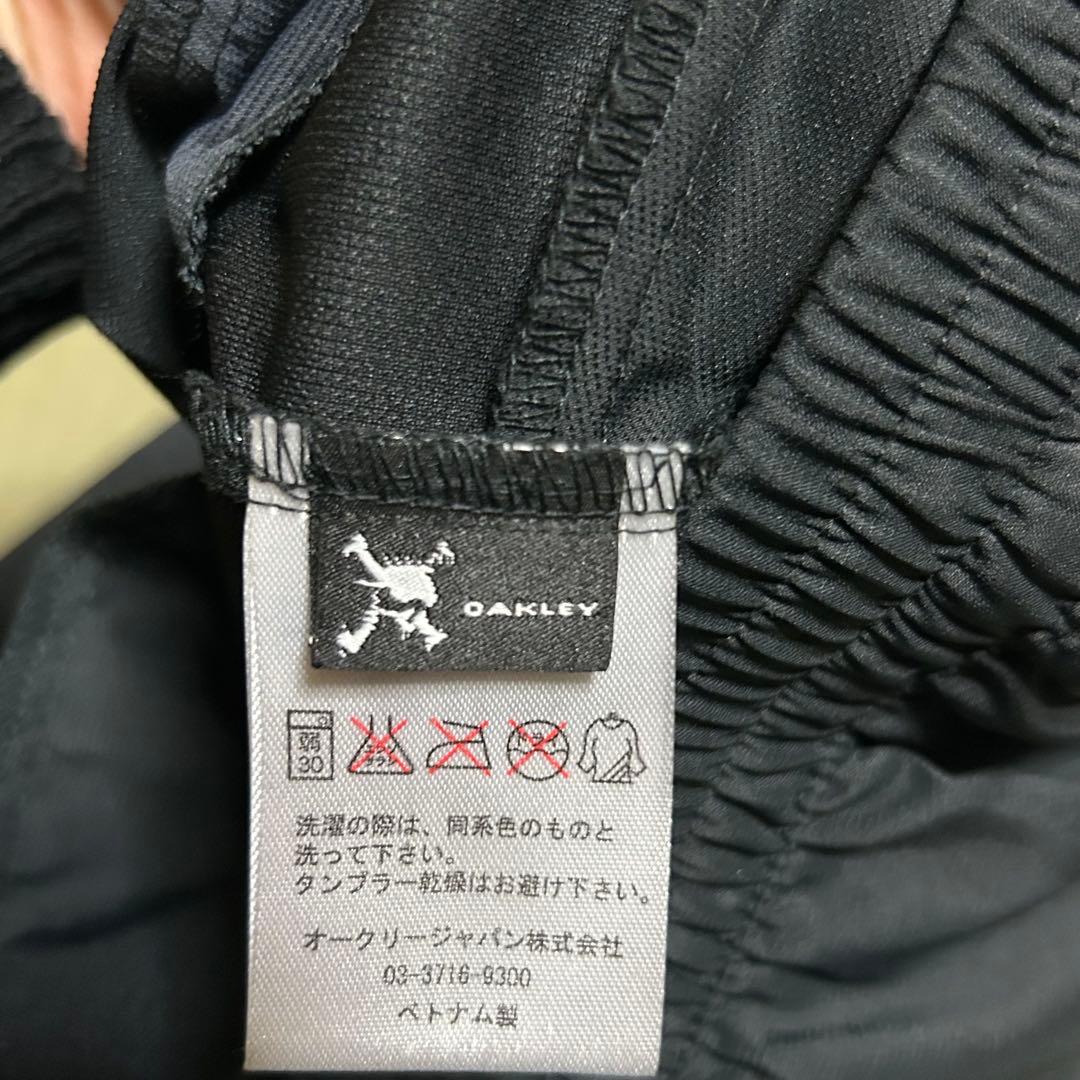 OAKLEY
弱
30
洗濯の際は、同系色のものと
洗って下さい。
タンブラー乾燥はお避け下さい。
オークリージャパン株式会社
03-3716-9300
ベトナム製